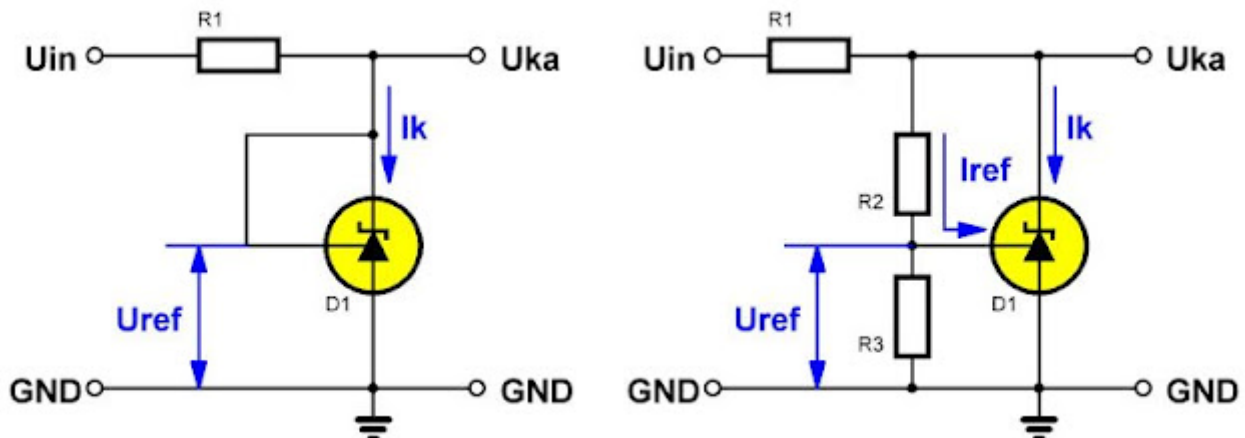 R1
Uin
Uka
Ik
D1
Uref
GND
GND
R1
Uin
Uka
Ik
Iref
R2
D1
Uref
R3
GND
GND